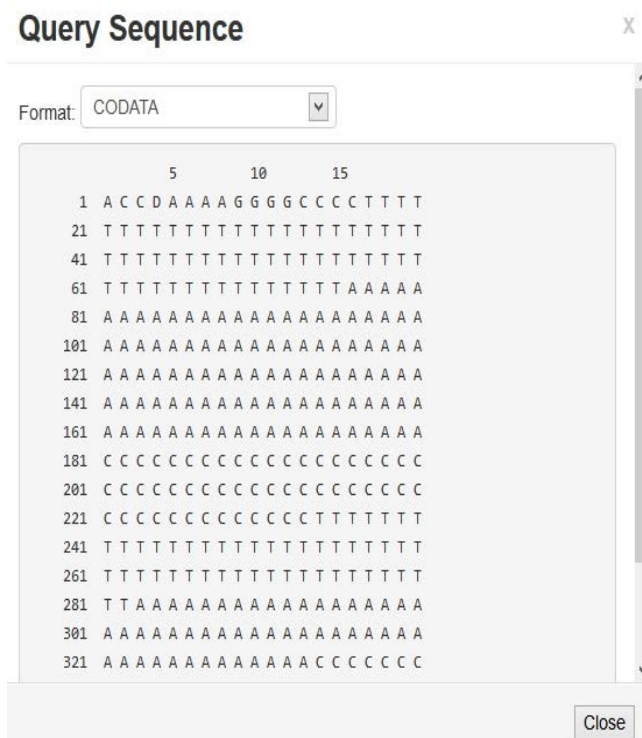 Query Sequence
X
Format: CODATA
5 10 15
1 A C C D A A A A G G G G C C C C T T T T
21 T T T T T T T T T T T T T T T T T T T T
41 T T T T T T T T T T T T T T T T T T T T
61 T T T T T T T T T T T T T T T A A A A A
81 A A A A A A A A A A A A A A A A A A A A
101 A A A A A A A A A A A A A A A A A A A A
121 A A A A A A A A A A A A A A A A A A A A
141 A A A A A A A A A A A A A A A A A A A A
161 A A A A A A A A A A A A A A A A A A A A
181 C C C C C C C C C C C C C C C C C C C C
201 C C C C C C C C C C C C C C C C C C C C
221 C C C C C C C C C C C C C T T T T T T T
241 T T T T T T T T T T T T T T T T T T T T
261 T T T T T T T T T T T T T T T T T T T T
281 T T A A A A A A A A A A A A A A A A A A
301 A A A A A A A A A A A A A A A A A A A A
321 A A A A A A A A A A A A A C C C C C C C
Close